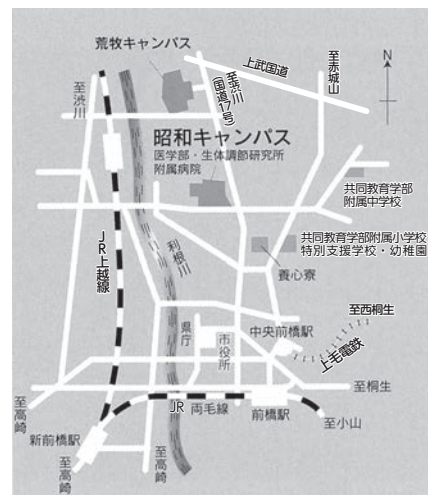 荒牧キャンパス
上武国道
至渋川
(国道17号)
至赤城山
N
至渋川
昭和キャンパス
医学部・生体調節研究所
附属病院
共同教育学部
附属中学校
共同教育学部附属小学校
特別支援学校・幼稚園
養心寮
JR上越線
利根川
至西桐生
中央前橋駅
上毛電鉄
県庁
市役所
至桐生
至高崎
JR 両毛線
前橋駅
至小山
新前橋駅
至高崎
至高崎